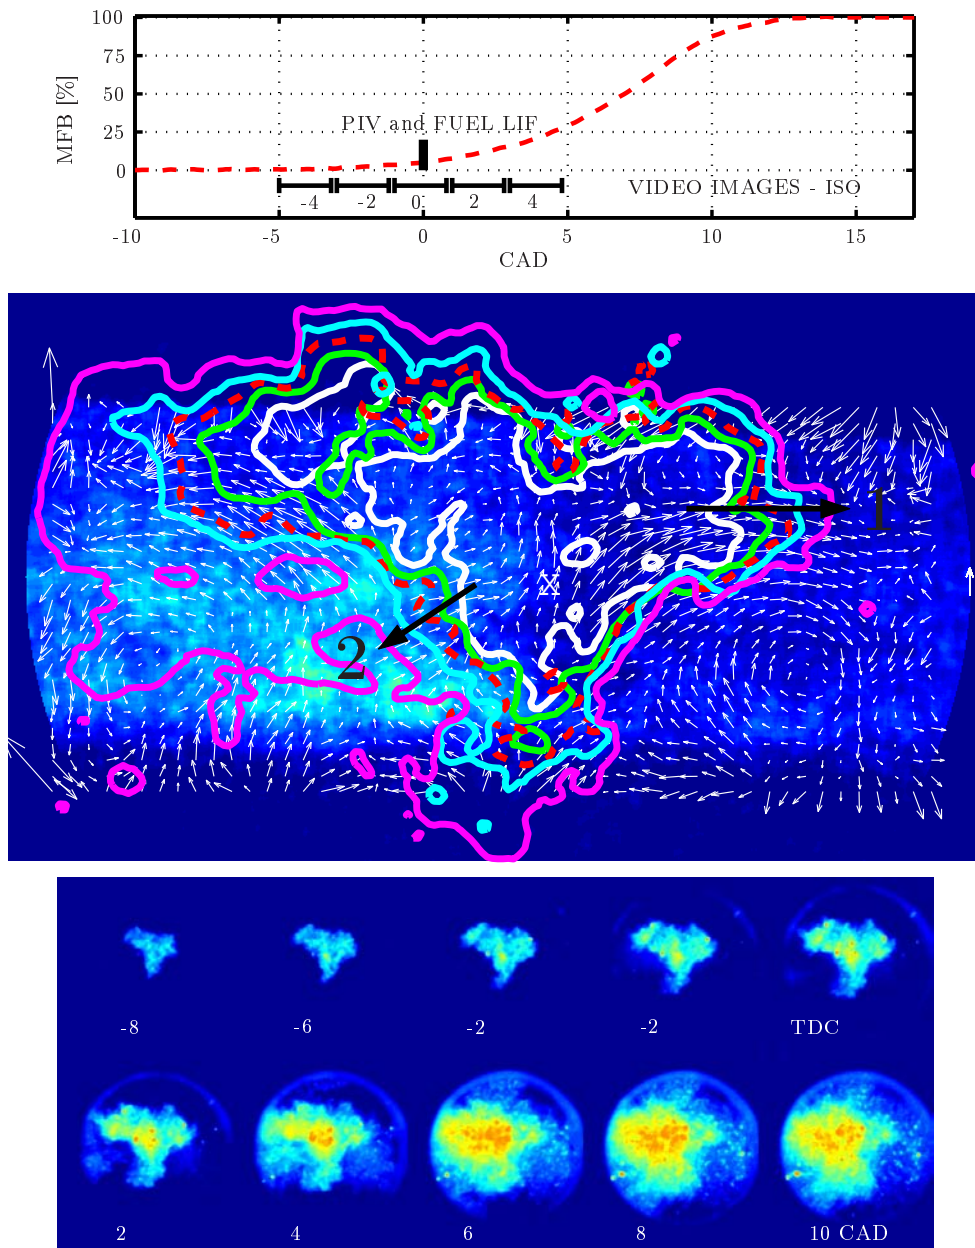 100
75
MFB [%]
50
PIV and FUEL LIF
25
0
VIDEO IMAGES - ISO
-4 -2 0 2 4
-10 -5 0 5 10 15
CAD
1
X
2
-8 -6 -2 -2 TDC
2 4 6 8 10 CAD